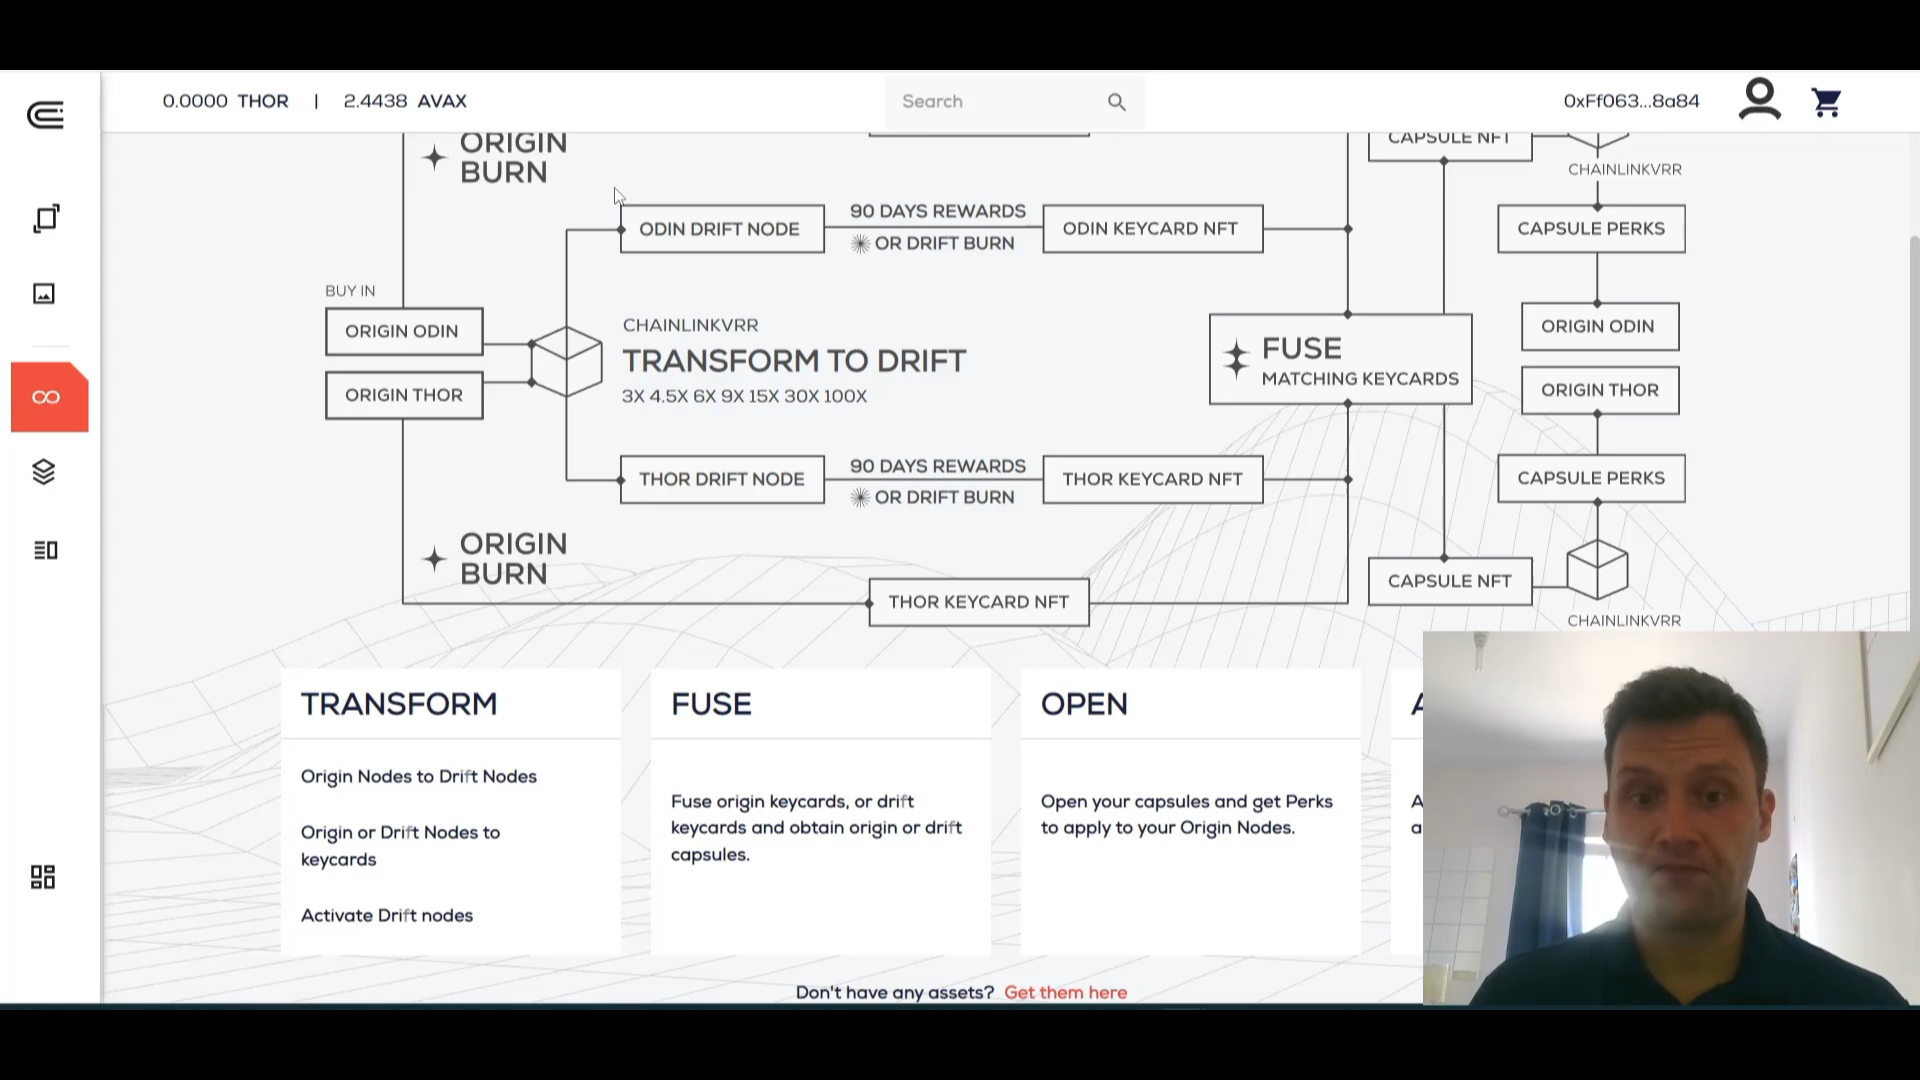 0.0000 THOR | 2.4438 AVAX
Search
0xFf063...8a84
ORIGIN
BURN
CAPSULE NFT
CHAINLINKVRR
ODIN DRIFT NODE
90 DAYS REWARDS
OR DRIFT BURN
ODIN KEYCARD NFT
CAPSULE PERKS
BUY IN
ORIGIN ODIN
ORIGIN THOR
CHAINLINKVRR
TRANSFORM TO DRIFT
3X 4.5X 6X 9X 15X 30X 100X
FUSE
MATCHING KEYCARDS
ORIGIN ODIN
ORIGIN THOR
THOR DRIFT NODE
90 DAYS REWARDS
OR DRIFT BURN
THOR KEYCARD NFT
CAPSULE PERKS
ORIGIN
BURN
THOR KEYCARD NFT
CAPSULE NFT
CHAINLINKVRR
TRANSFORM
Origin Nodes to Drift Nodes
Origin or Drift Nodes to
keycards
Activate Drift nodes
FUSE
Fuse origin keycards, or drift
keycards and obtain origin or drift
capsules.
OPEN
Open your capsules and get Perks
to apply to your Origin Nodes.
Don't have any assets? Get them here